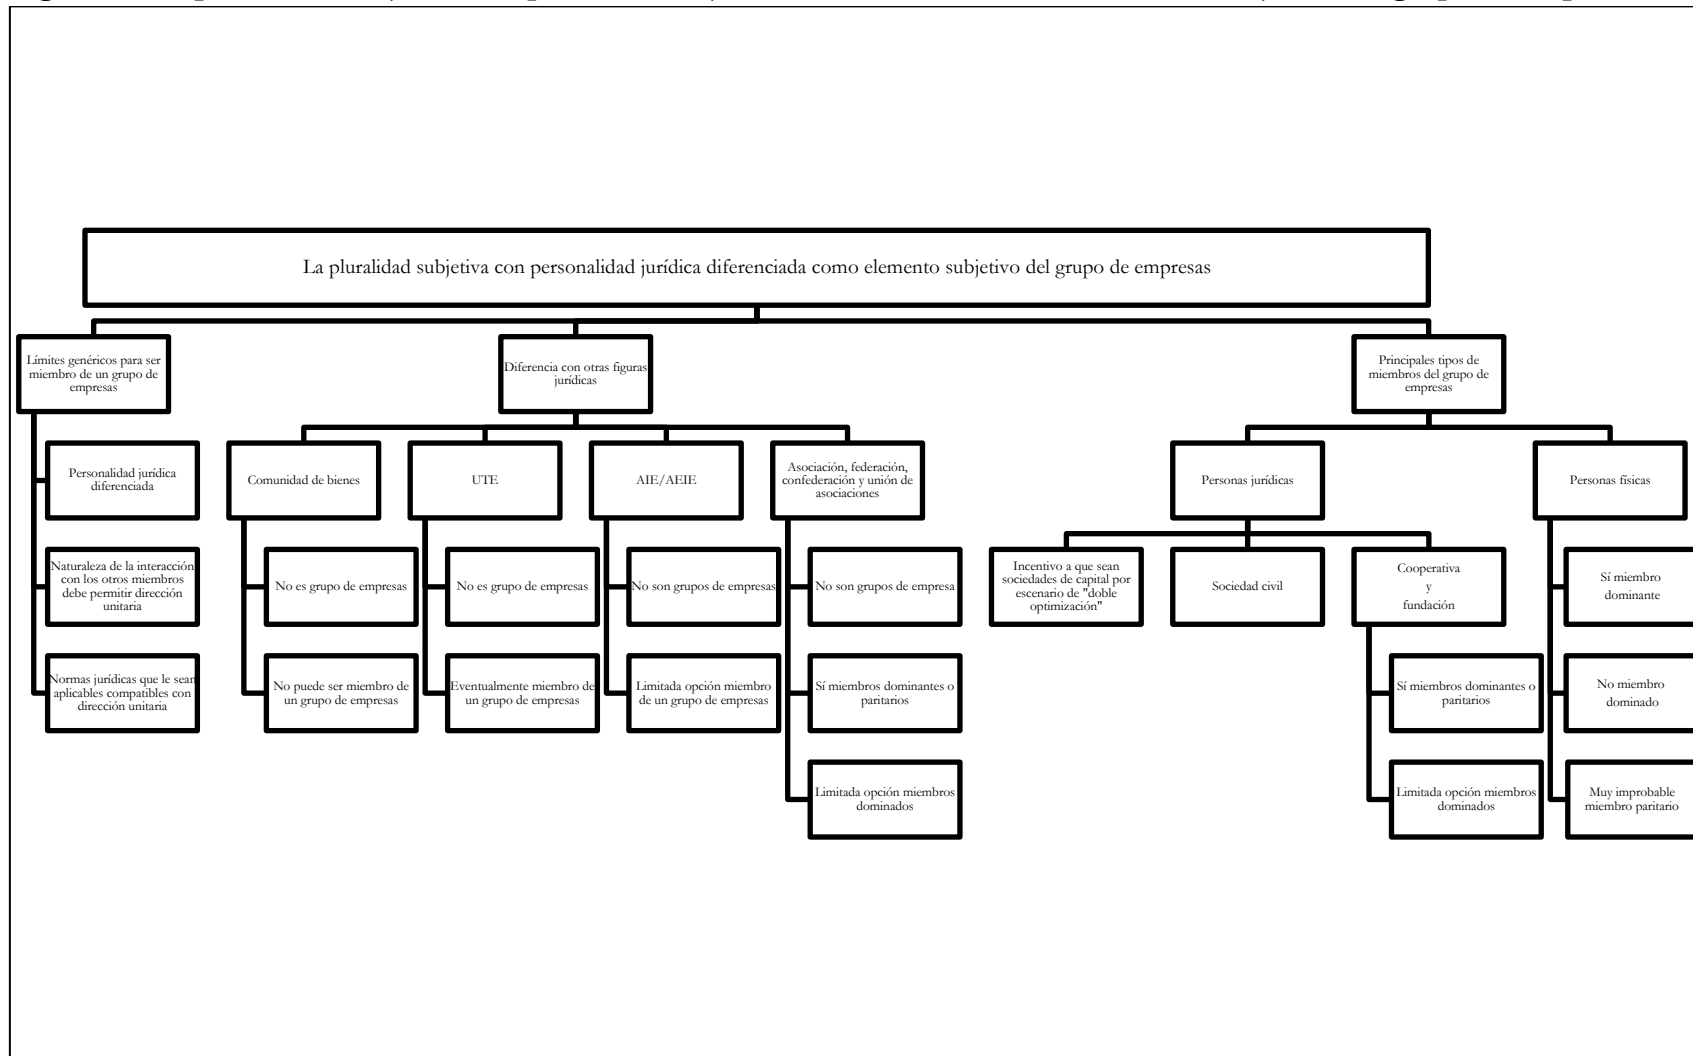 La pluralidad subjetiva con personalidad jurídica diferenciada como elemento subjetivo del grupo de empresas
Límites genéricos para ser
miembro de un grupo de
empresas
Diferencia con otras figuras
jurídicas
Principales tipos de
miembros del grupo de
empresas
Personalidad jurídica
diferenciada
Naturaleza de la interacción
con los otros miembros
debe permitir dirección
unitaria
Normas jurídicas que le sean
aplicables compatibles con
dirección unitaria
Comunidad de bienes
No es grupo de empresas
No puede ser miembro de
un grupo de empresas
UTE
No es grupo de empresas
Eventualmente miembro de
un grupo de empresas
AIE/AEIE
No son grupos de empresas
Limitada opción miembro
de un grupo de empresas
Asociación, federación,
confederación y unión de
asociaciones
No son grupos de empresa
Sí miembros dominantes o
paritarios
Limitada opción miembros
dominados
Personas jurídicas
Incentivo a que sean
sociedades de capital por
escenario de "doble
optimización"
Sociedad civil
Cooperativa
y
fundación
Sí miembros dominantes o
paritarios
Limitada opción miembros
dominados
Personas físicas
Sí miembro
dominante
No miembro
dominado
Muy improbable
miembro paritario